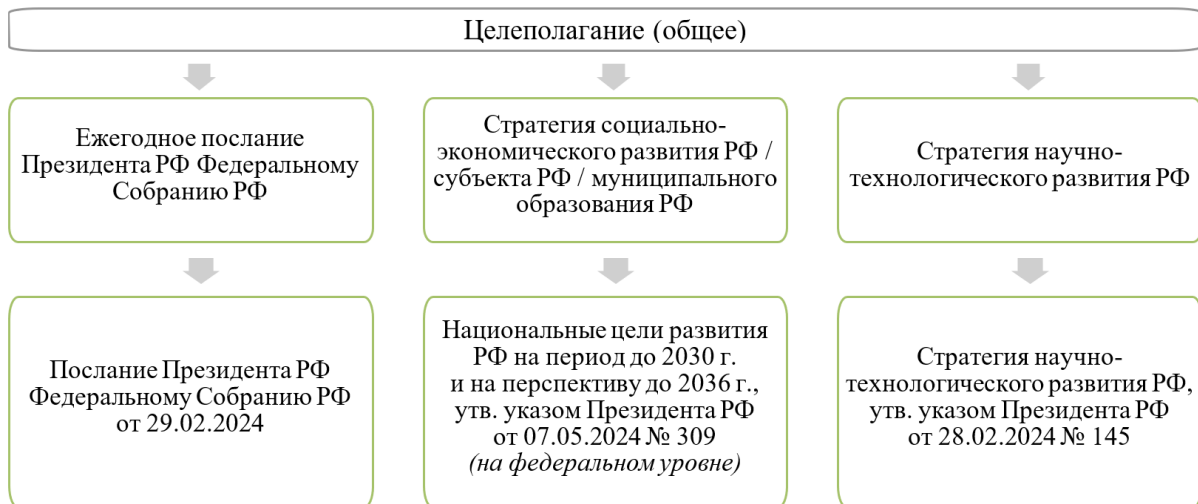 Целеполагание (общее)
Ежегодное послание
Президента РФ Федеральному
Собранию РФ
Стратегия социально-
экономического развития РФ /
субъекта РФ / муниципального
образования РФ
Стратегия научно-
технологического развития РФ
Послание Президента РФ
Федеральному Собранию РФ
от 29.02.2024
Национальные цели развития
РФ на период до 2030 г.
и на перспективу до 2036 г.,
утв. указом Президента РФ
от 07.05.2024 № 309
(на федеральном уровне)
Стратегия научно-
технологического развития РФ,
утв. указом Президента РФ
от 28.02.2024 № 145